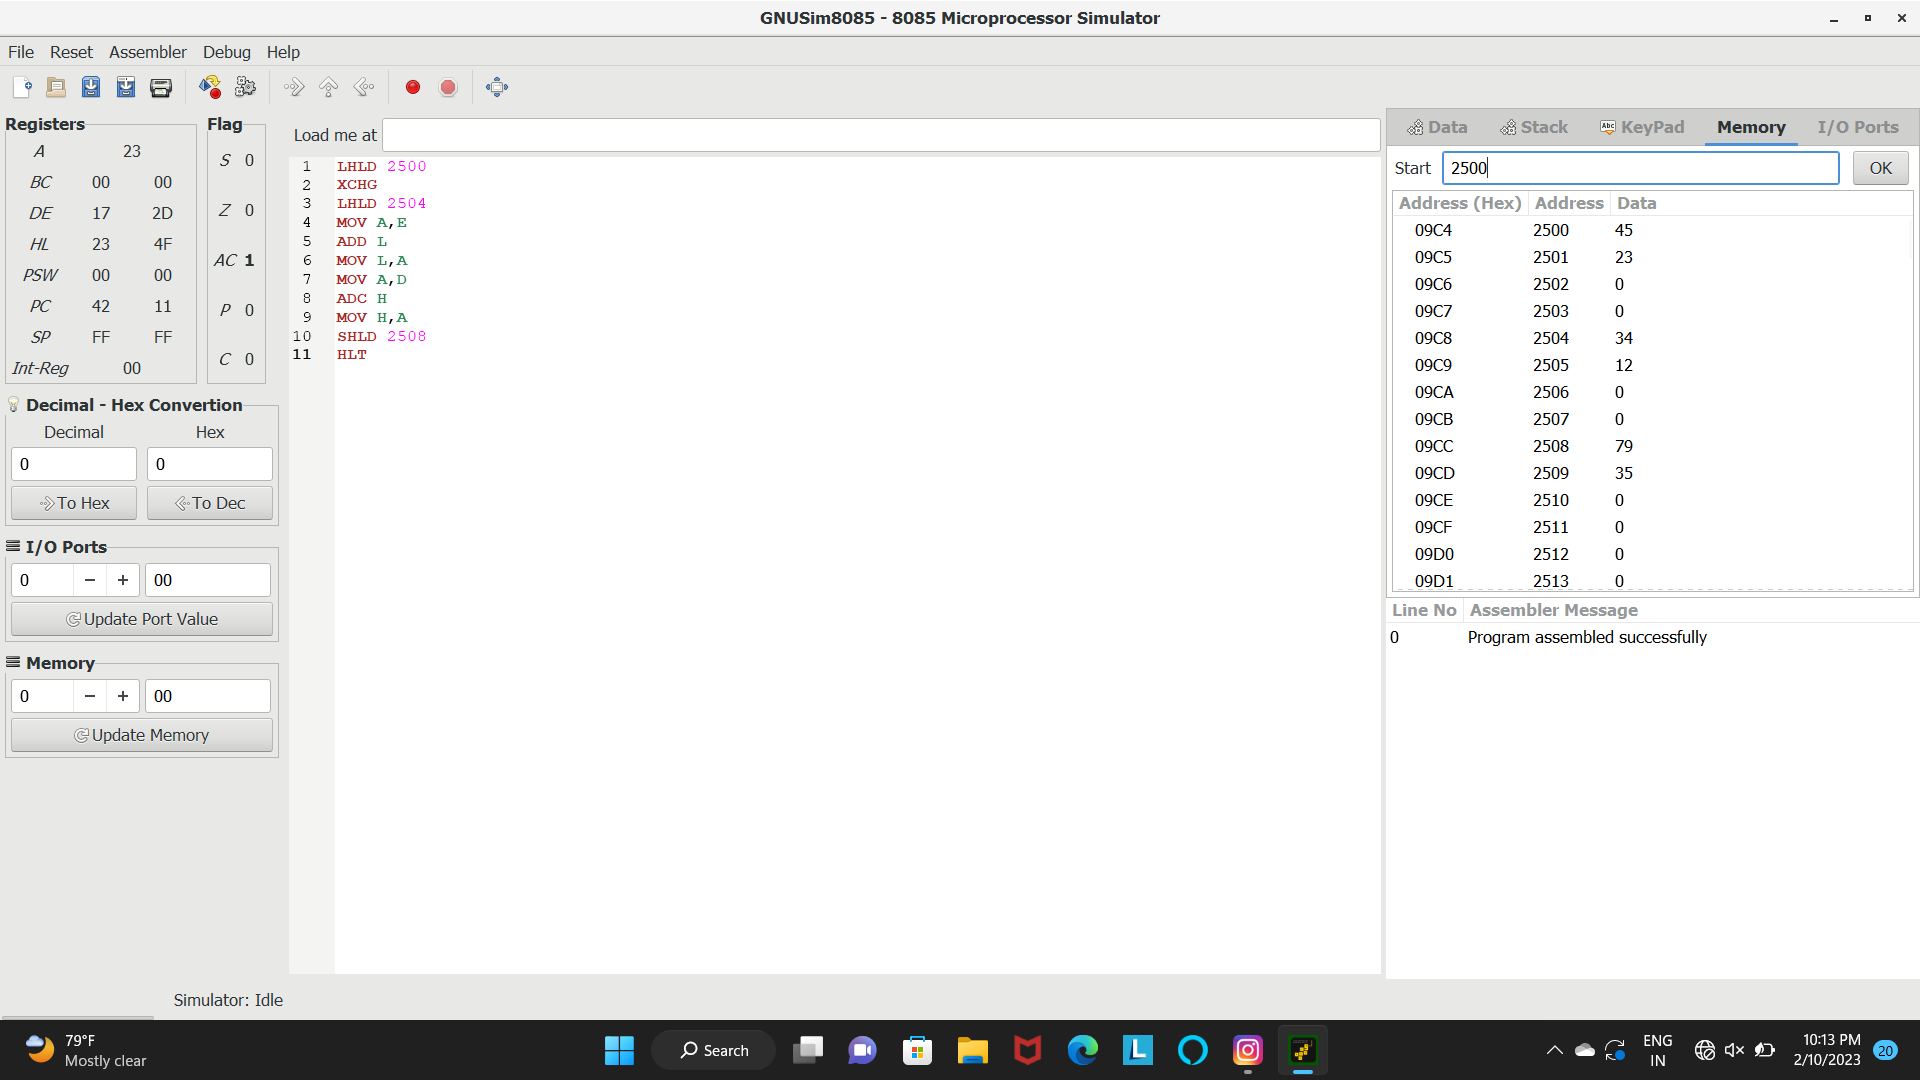 GNUSim8085 - 8085 Microprocessor Simulator
File Reset Assembler Debug Help
Registers
A 23
BC 00 00
DE 17 2D
HL 23 4F
PSW 00 00
PC 42 11
SP FF FF
Int-Reg 00
Flag
S 0
Z 0
AC 1
P 0
C 0
Decimal - Hex Convertion
Decimal Hex
0 0
To Hex To Dec
I/O Ports
0 − + 00
Update Port Value
Memory
0 − + 00
Update Memory
Load me at
1 LHLD 2500
2 XCHG
3 LHLD 2504
4 MOV A,E
5 ADD L
6 MOV L,A
7 MOV A,D
8 ADC H
9 MOV H,A
10 SHLD 2508
11 HLT
Data Stack Abc KeyPad Memory I/O Ports
Start 2500 OK
Address (Hex) Address Data
09C4 2500 45
09C5 2501 23
09C6 2502 0
09C7 2503 0
09C8 2504 34
09C9 2505 12
09CA 2506 0
09CB 2507 0
09CC 2508 79
09CD 2509 35
09CE 2510 0
09CF 2511 0
09D0 2512 0
09D1 2513 0
Line No Assembler Message
0 Program assembled successfully
Simulator: Idle
79°F
Mostly clear
Search
L
ENG
IN
10:13 PM
2/10/2023
20